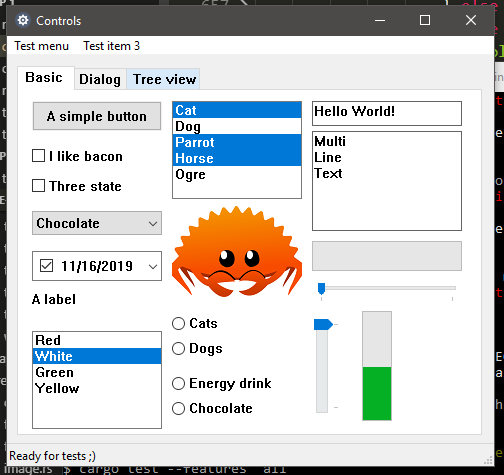 Controls
Test menu Test item 3
Basic Dialog Tree view
A simple button
I like bacon
Three state
Chocolate
11/16/2019
A label
Red
White
Green
Yellow
Cat
Dog
Parrot
Horse
Ogre
Cats
Dogs
Energy drink
Chocolate
Hello World!
Multi
Line
Text
Ready for tests ;)
image.rs $ cargo test --features all